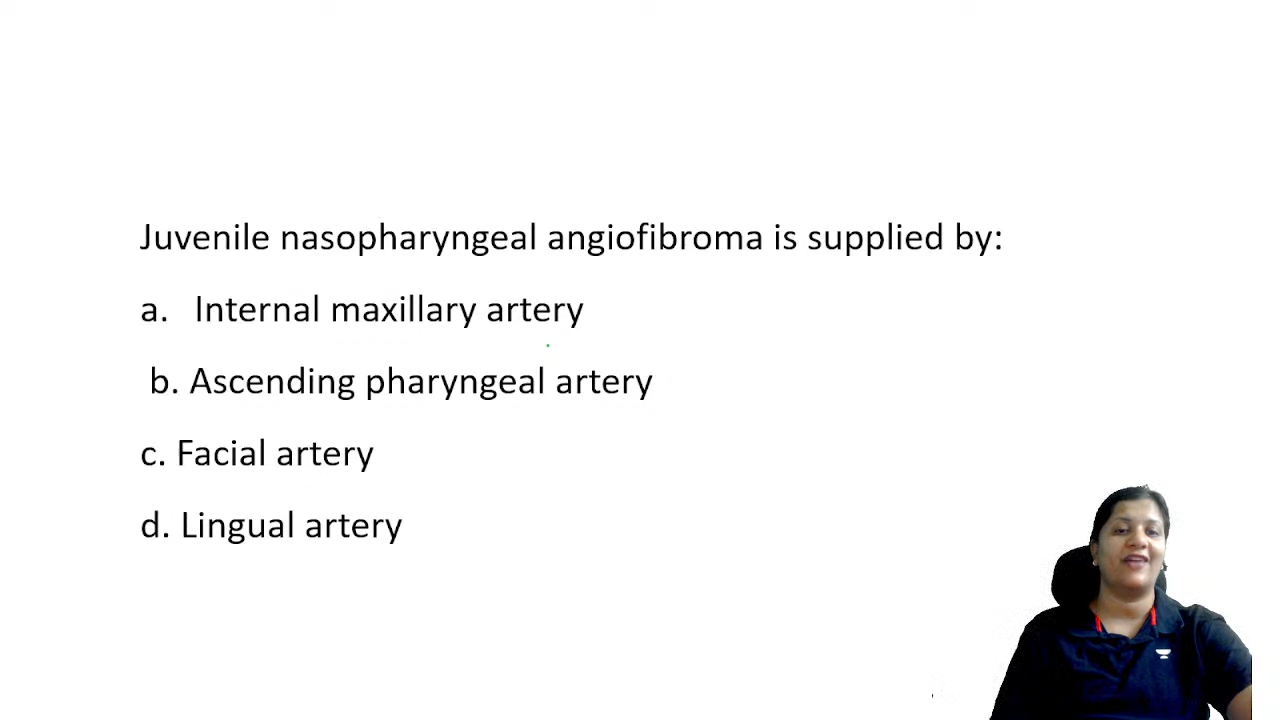 Juvenile nasopharyngeal angiofibroma is supplied by:
a. Internal maxillary artery
b. Ascending pharyngeal artery
c. Facial artery
d. Lingual artery